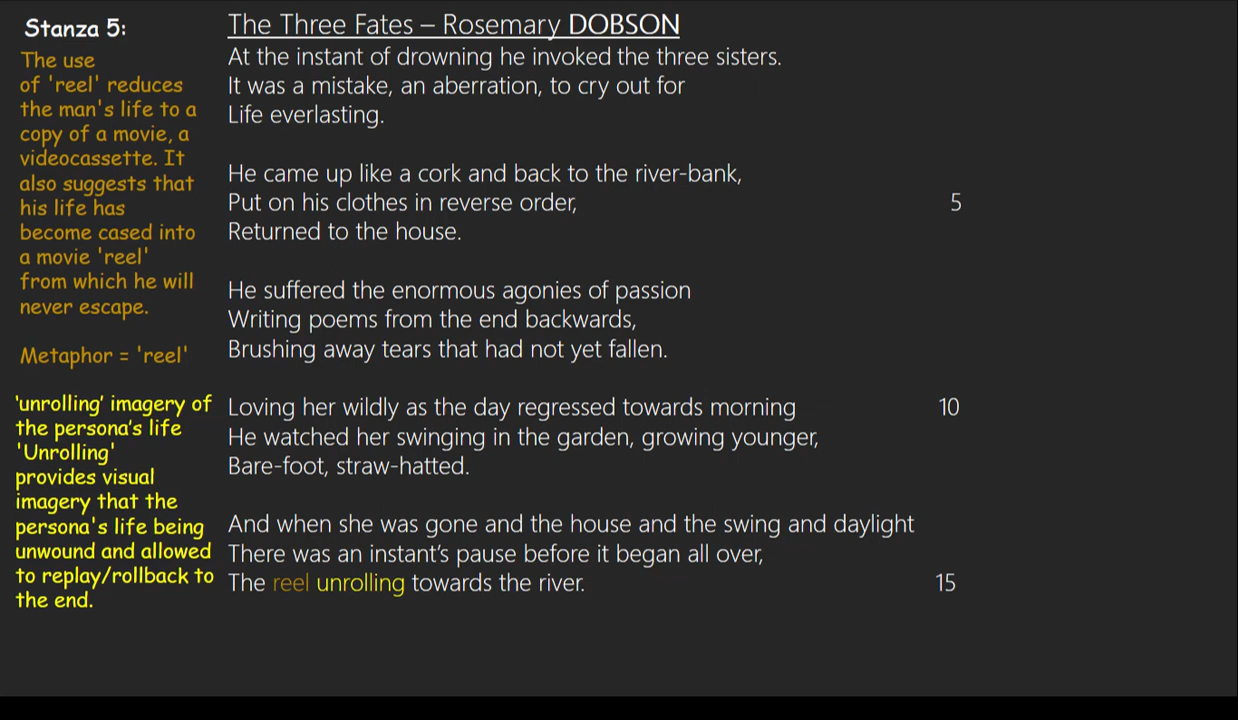 Stanza 5:
The use
of 'reel' reduces
the man's life to a
copy of a movie, a
videocassette. It
also suggests that
his life has
become cased into
a movie 'reel'
from which he will
never escape.
Metaphor = 'reel'
'unrolling' imagery of
the persona's life
'Unrolling'
provides visual
imagery that the
persona's life being
unwound and allowed
to replay/rollback to
the end.
The Three Fates – Rosemary DOBSON
At the instant of drowning he invoked the three sisters.
It was a mistake, an aberration, to cry out for
Life everlasting.
He came up like a cork and back to the river-bank,
Put on his clothes in reverse order, 5
Returned to the house.
He suffered the enormous agonies of passion
Writing poems from the end backwards,
Brushing away tears that had not yet fallen.
Loving her wildly as the day regressed towards morning 10
He watched her swinging in the garden, growing younger,
Bare-foot, straw-hatted.
And when she was gone and the house and the swing and daylight
There was an instant's pause before it began all over,
The reel unrolling towards the river. 15